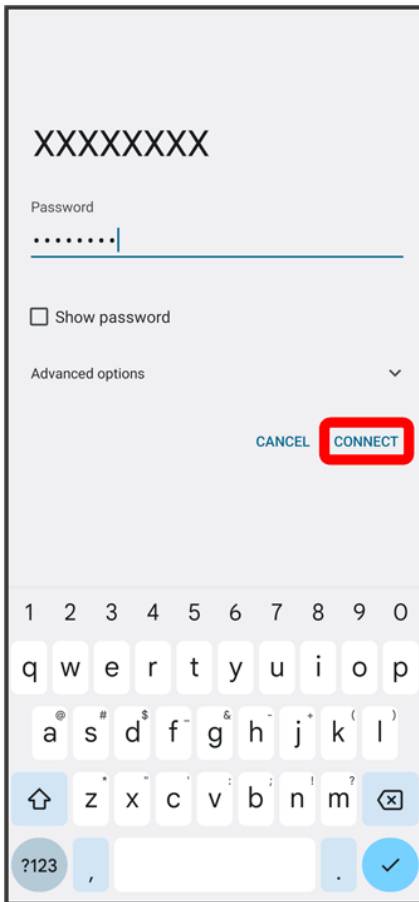 XXXXXXXX
Password
••••••••
Show password
Advanced options
CANCEL CONNECT
1 2 3 4 5 6 7 8 9 0
q w e r t y u i o p
@ # $ _ & - + ( )
a s d f g h j k l
* " ' : ; ! ?
z x c v b n m
?123 , .